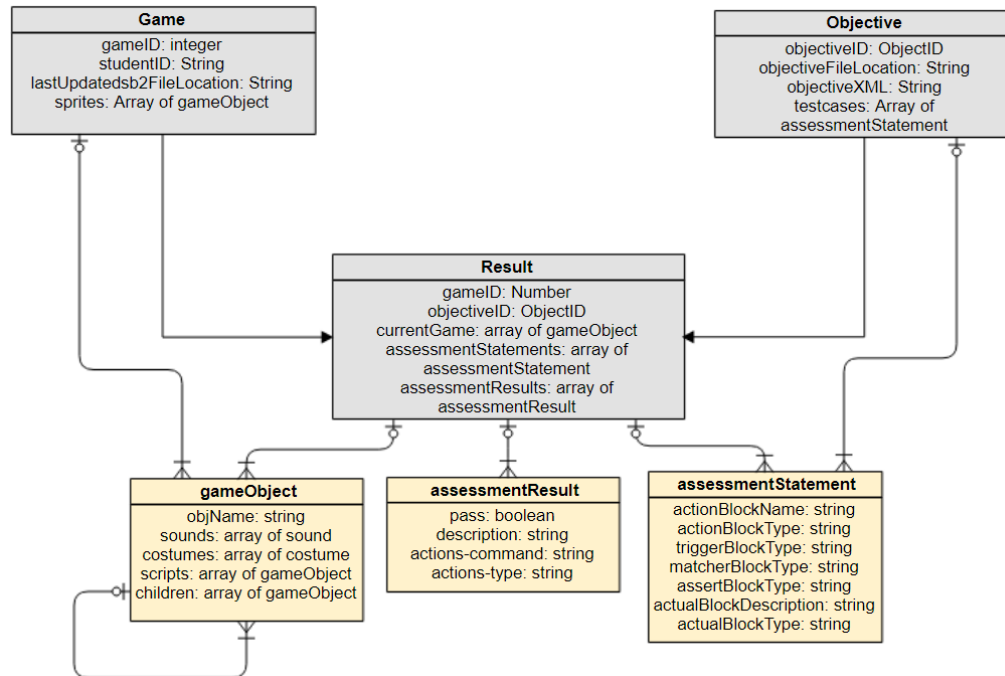 Game
gameID: integer
studentID: String
lastUpdatedsb2FileLocation: String
sprites: Array of gameObject
Objective
objectiveID: ObjectID
objectiveFileLocation: String
objectiveXML: String
testcases: Array of
assessmentStatement
Result
gameID: Number
objectiveID: ObjectID
currentGame: array of gameObject
assessmentStatements: array of
assessmentStatement
assessmentResults: array of
assessmentResult
gameObject
objName: string
sounds: array of sound
costumes: array of costume
scripts: array of gameObject
children: array of gameObject
assessmentResult
pass: boolean
description: string
actions-command: string
actions-type: string
assessmentStatement
actionBlockName: string
actionBlockType: string
triggerBlockType: string
matcherBlockType: string
assertBlockType: string
actualBlockDescription: string
actualBlockType: string